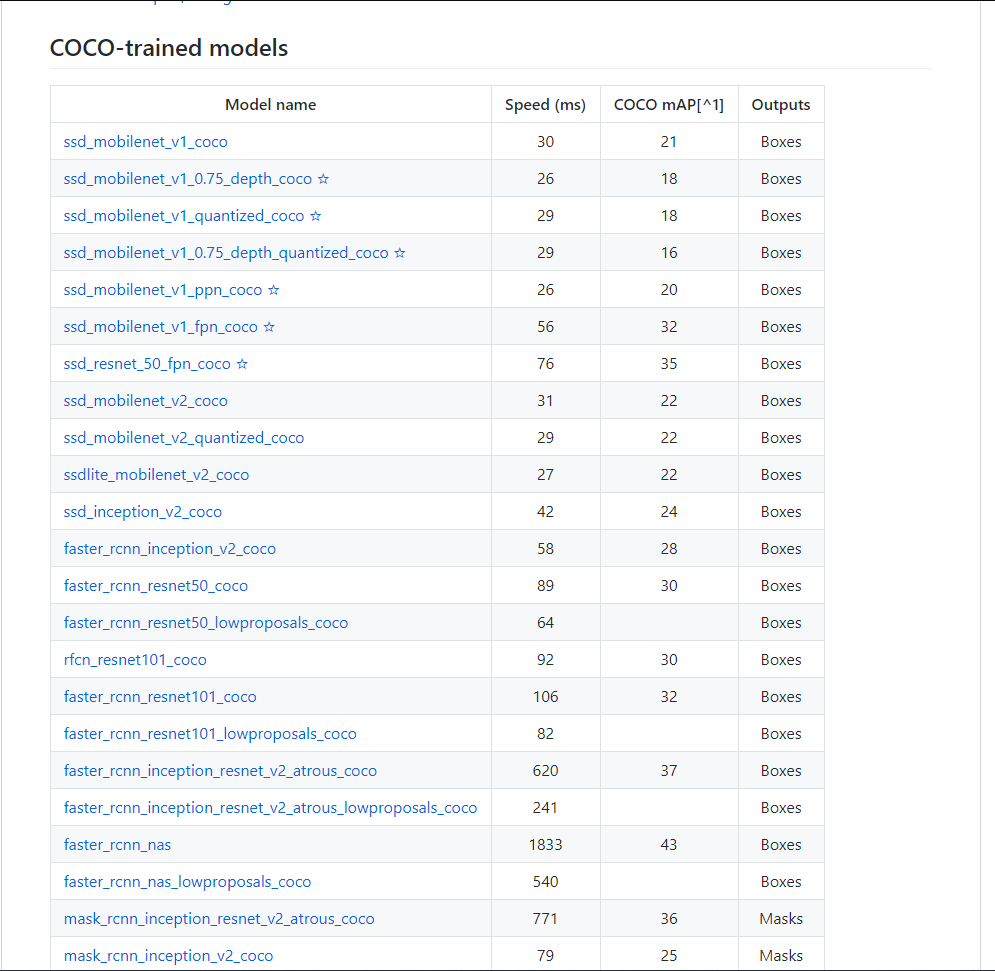 COCO-trained models
Model name Speed (ms) COCO mAP[^1] Outputs
ssd_mobilenet_v1_coco 30 21 Boxes
ssd_mobilenet_v1_0.75_depth_coco ☆ 26 18 Boxes
ssd_mobilenet_v1_quantized_coco ☆ 29 18 Boxes
ssd_mobilenet_v1_0.75_depth_quantized_coco ☆ 29 16 Boxes
ssd_mobilenet_v1_ppn_coco ☆ 26 20 Boxes
ssd_mobilenet_v1_fpn_coco ☆ 56 32 Boxes
ssd_resnet_50_fpn_coco ☆ 76 35 Boxes
ssd_mobilenet_v2_coco 31 22 Boxes
ssd_mobilenet_v2_quantized_coco 29 22 Boxes
ssdlite_mobilenet_v2_coco 27 22 Boxes
ssd_inception_v2_coco 42 24 Boxes
faster_rcnn_inception_v2_coco 58 28 Boxes
faster_rcnn_resnet50_coco 89 30 Boxes
faster_rcnn_resnet50_lowproposals_coco 64 Boxes
rfcn_resnet101_coco 92 30 Boxes
faster_rcnn_resnet101_coco 106 32 Boxes
faster_rcnn_resnet101_lowproposals_coco 82 Boxes
faster_rcnn_inception_resnet_v2_atrous_coco 620 37 Boxes
faster_rcnn_inception_resnet_v2_atrous_lowproposals_coco 241 Boxes
faster_rcnn_nas 1833 43 Boxes
faster_rcnn_nas_lowproposals_coco 540 Boxes
mask_rcnn_inception_resnet_v2_atrous_coco 771 36 Masks
mask_rcnn_inception_v2_coco 79 25 Masks